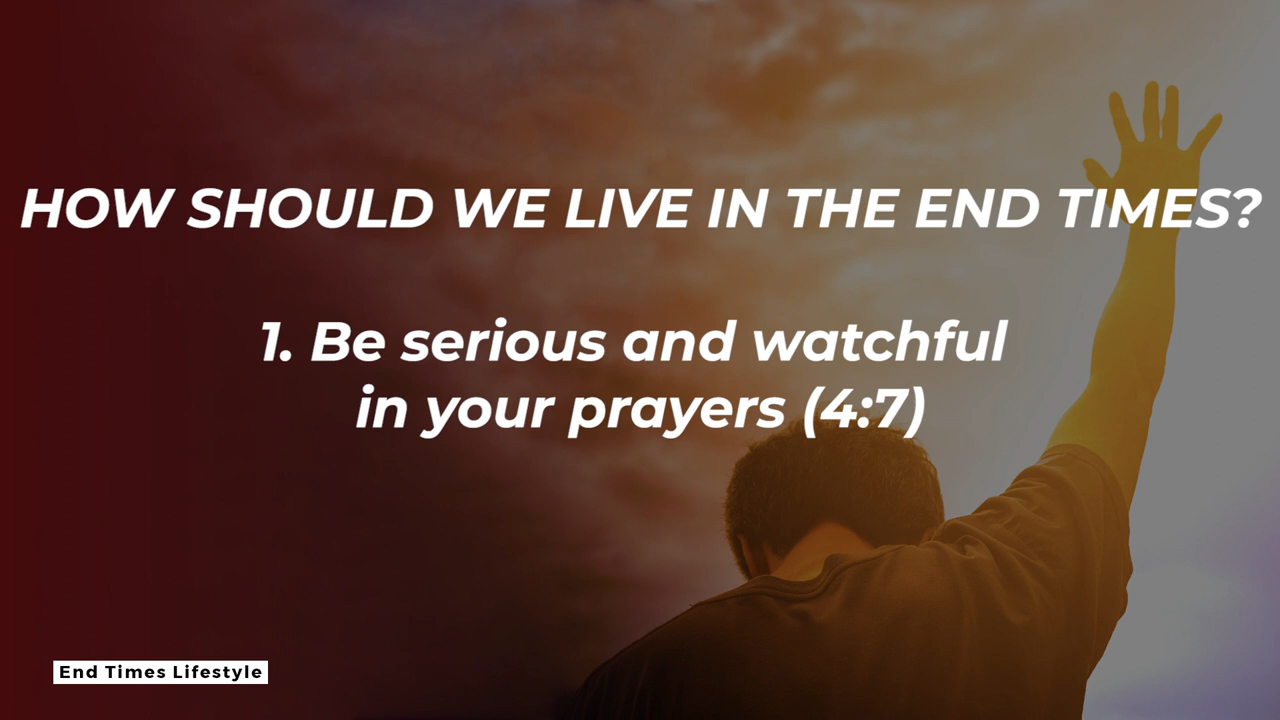 HOW SHOULD WE LIVE IN THE END TIMES?
1. Be serious and watchful
in your prayers (4:7)
End Times Lifestyle